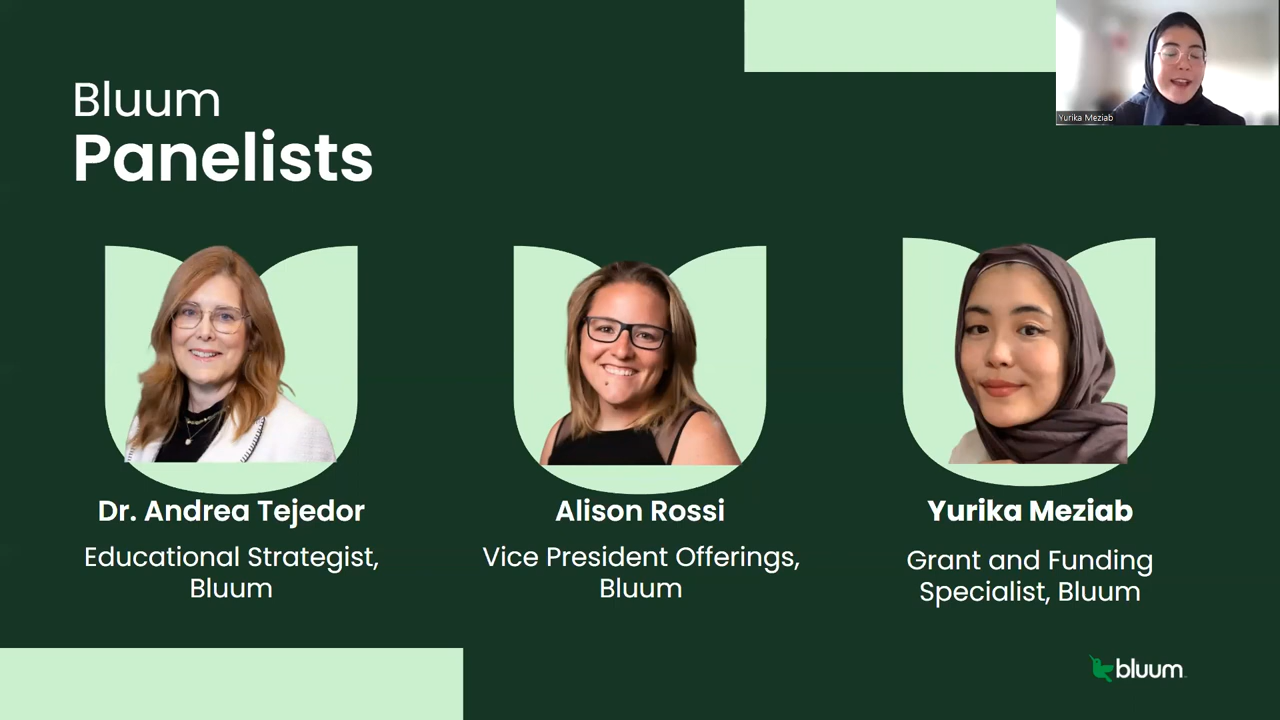 Bluum
Panelists
Yurika Meziab
Dr. Andrea Tejedor
Educational Strategist,
Bluum
Alison Rossi
Vice President Offerings,
Bluum
Yurika Meziab
Grant and Funding
Specialist, Bluum
bluum